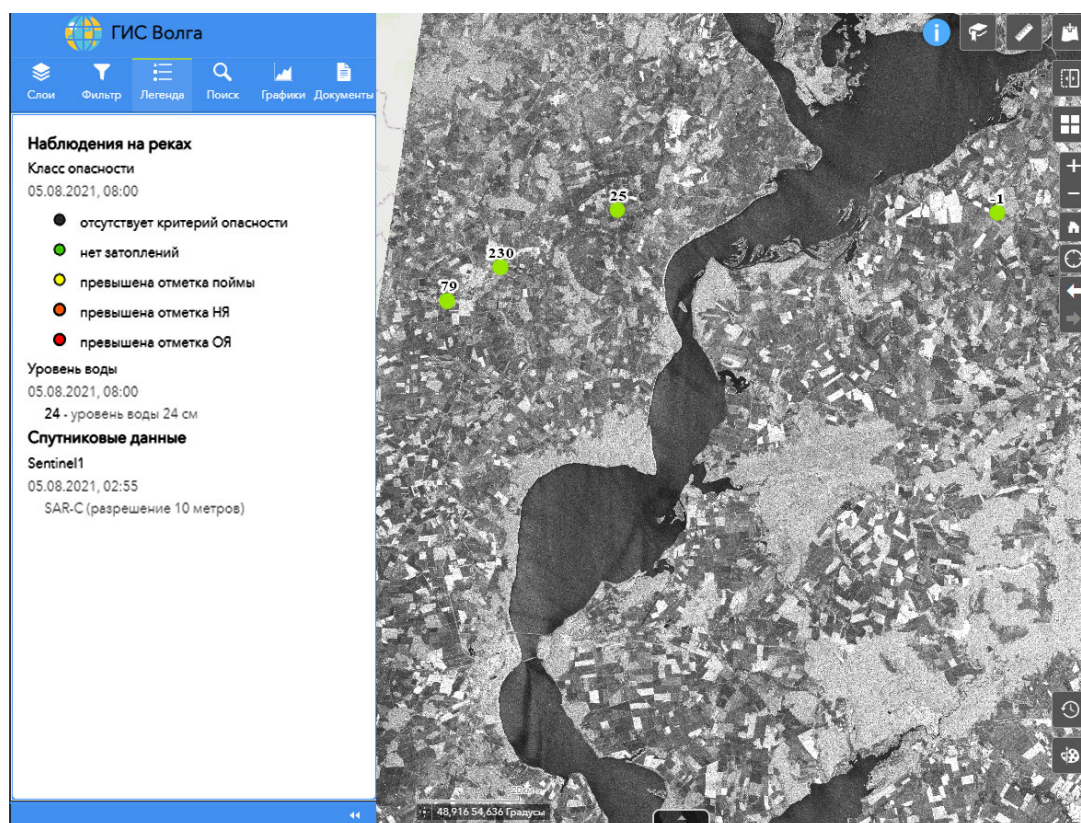 ГИС Волга
Слои Фильтр Легенда Поиск Графики Документы
Наблюдения на реках
Класс опасности
05.08.2021, 08:00
отсутствует критерий опасности
нет затоплений
превышена отметка поймы
превышена отметка НЯ
превышена отметка ОЯ
Уровень воды
05.08.2021, 08:00
24 - уровень воды 24 см
Спутниковые данные
Sentinel1
05.08.2021, 02:55
SAR-C (разрешение 10 метров)
25
-1
230
79
48,916 54,636 Градусы